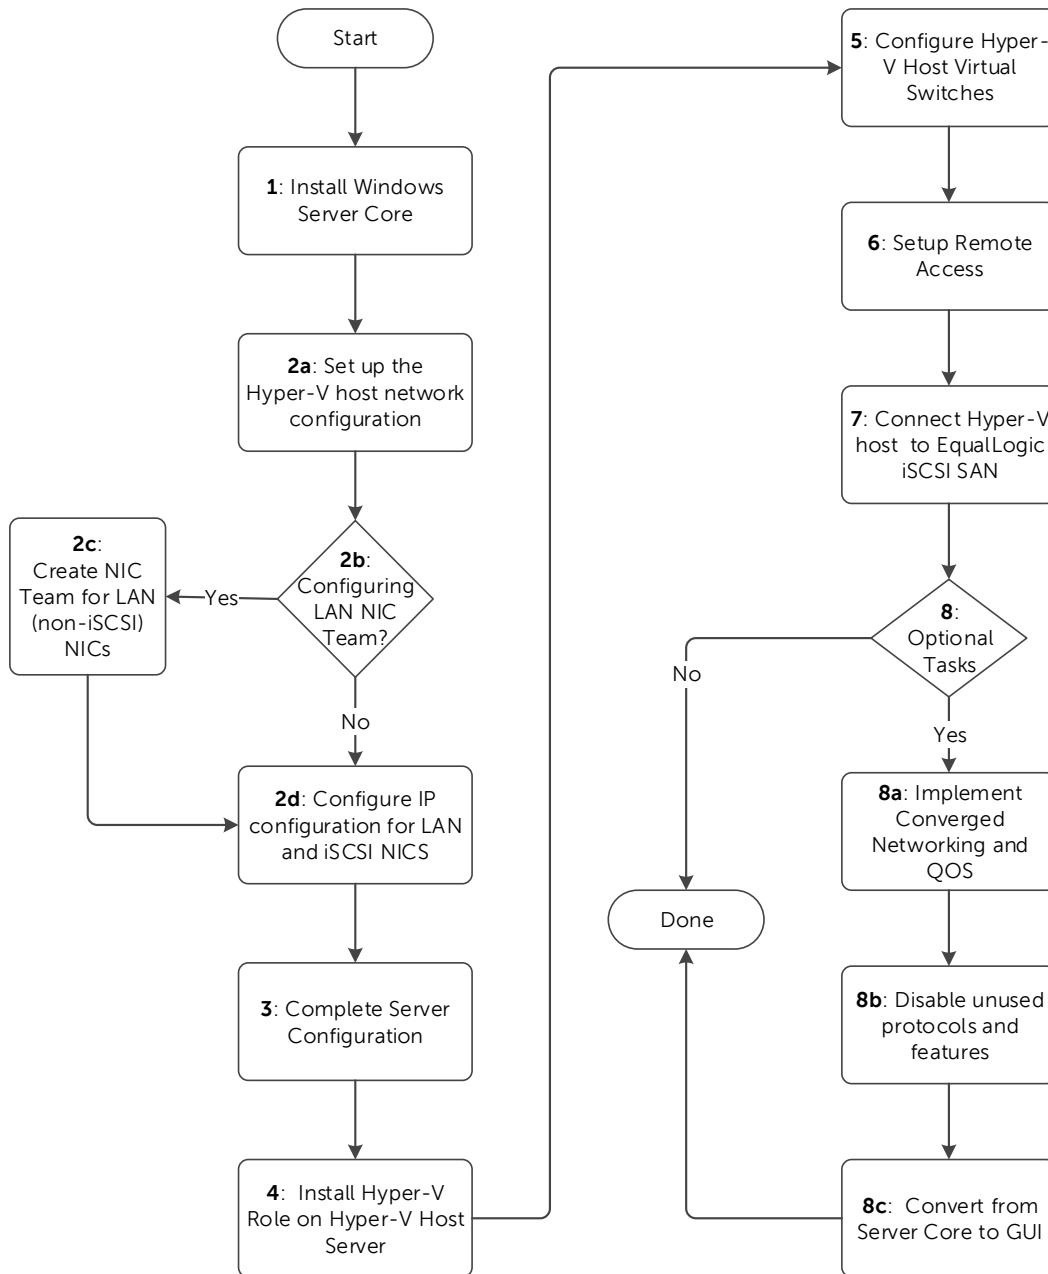 Start
1: Install Windows
Server Core
2a: Set up the
Hyper-V host network
configuration
2b:
Configuring
LAN NIC
Team?
Yes
2c:
Create NIC
Team for LAN
(non-iSCSI)
NICs
No
2d: Configure IP
configuration for LAN
and iSCSI NICS
3: Complete Server
Configuration
4:  Install Hyper-V
Role on Hyper-V Host
Server
5: Configure Hyper-
V Host Virtual
Switches
6: Setup Remote
Access
7: Connect Hyper-V
host  to EqualLogic
iSCSI SAN
8:
Optional
Tasks
No
Yes
8a: Implement
Converged
Networking and
QOS
Done
8b: Disable unused
protocols and
features
8c:  Convert from
Server Core to GUI